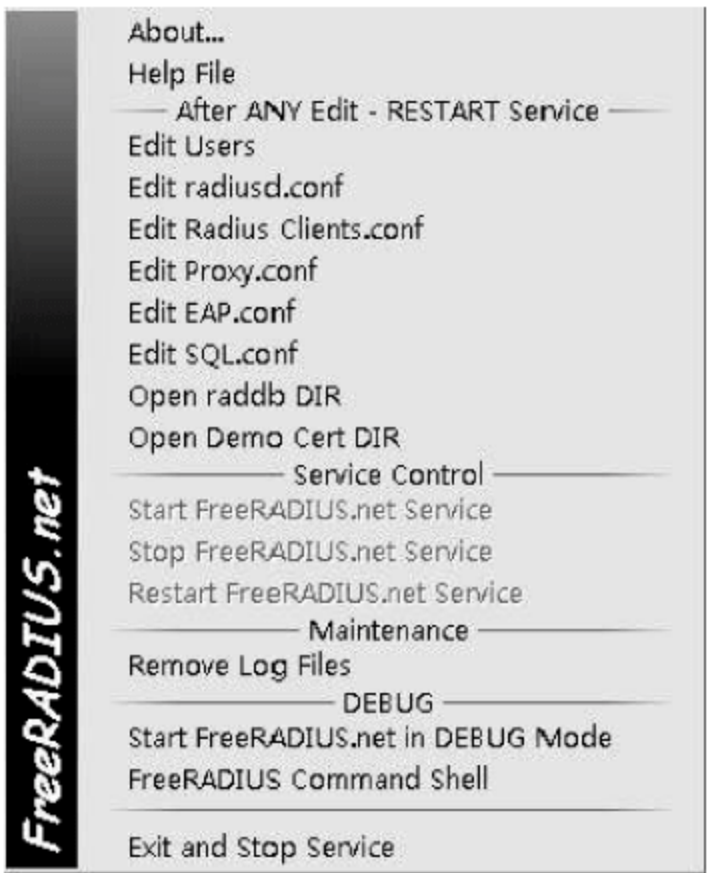 About...
Help File
After ANY Edit - RESTART Service
Edit Users
Edit radiusd.conf
Edit Radius Clients.conf
Edit Proxy.conf
Edit EAP.conf
Edit SQL.conf
Open raddb DIR
Open Demo Cert DIR
Service Control
Start FreeRADIUS.net Service
Stop FreeRADIUS.net Service
Restart FreeRADIUS.net Service
Maintenance
Remove Log Files
DEBUG
Start FreeRADIUS.net in DEBUG Mode
FreeRADIUS Command Shell
Exit and Stop Service
FreeRADIUS.net